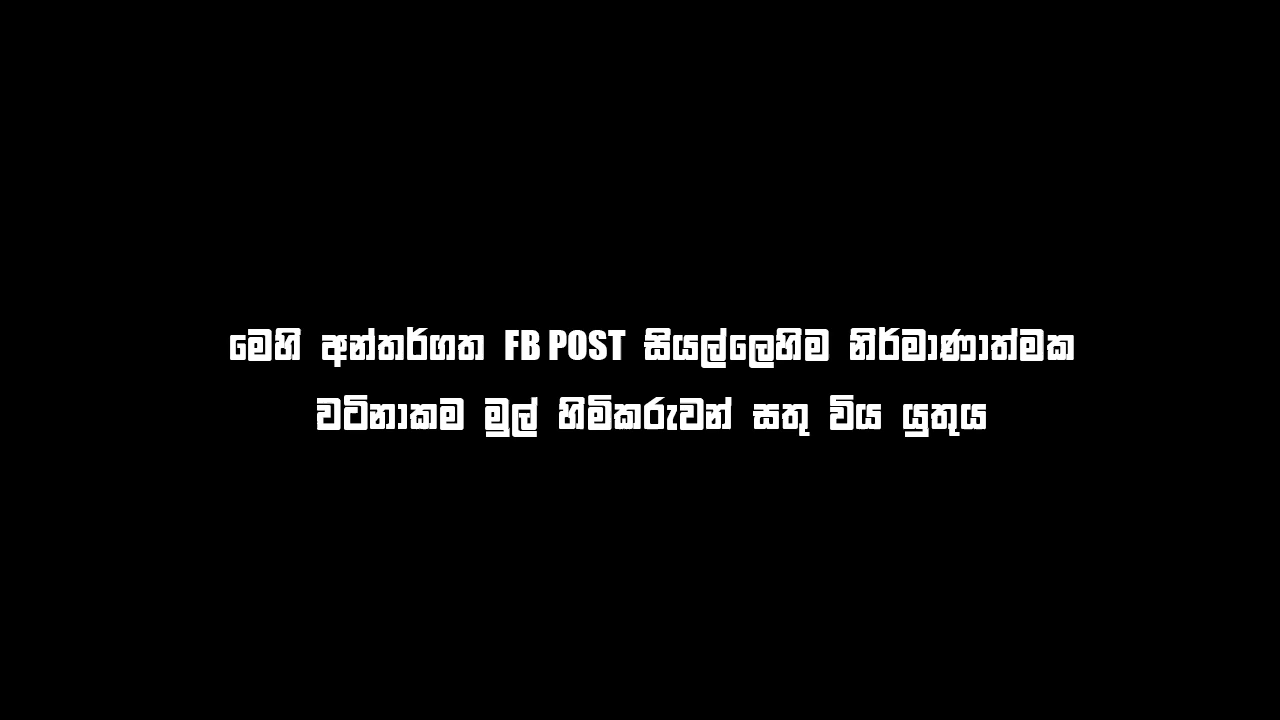 මෙහි අන්තර්ගත FB POST සියල්ලෙහිම නිර්මාණාත්මක
වටිනාකම මුල් හිමිකරුවන් සතු විය යුතුය